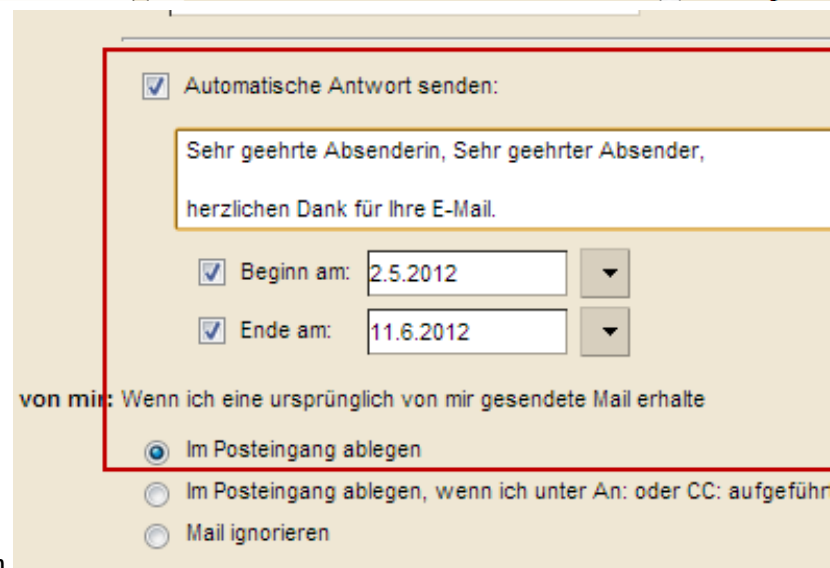 Automatische Antwort senden:
Sehr geehrte Absenderin, Sehr geehrter Absender,
herzlichen Dank für Ihre E-Mail.
Beginn am: 2.5.2012
Ende am: 11.6.2012
von mir: Wenn ich eine ursprünglich von mir gesendete Mail erhalte
Im Posteingang ablegen
Im Posteingang ablegen, wenn ich unter An: oder CC: aufgeführt
Mail ignorieren